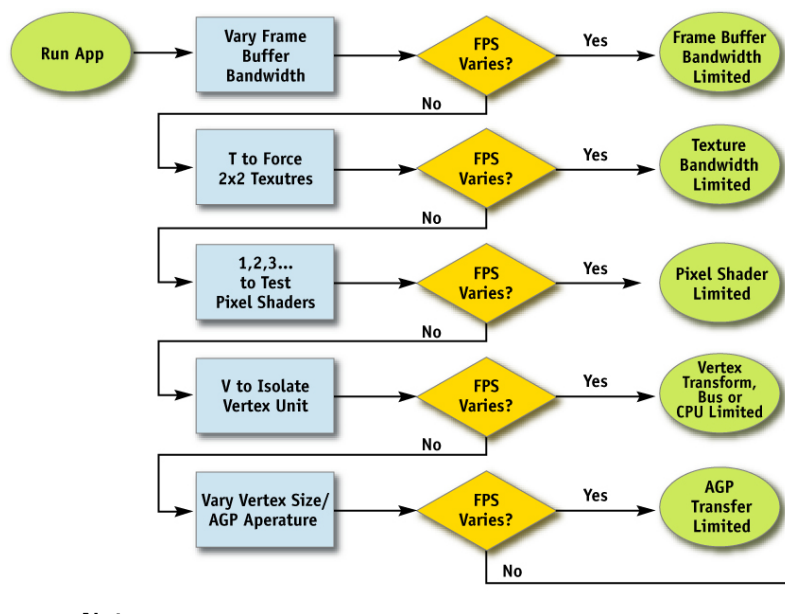 Run App
Vary Frame
Buffer
Bandwidth
FPS
Varies?
Yes
Frame Buffer
Bandwidth
Limited
No
T to Force
2x2 Texutres
FPS
Varies?
Yes
Texture
Bandwidth
Limited
No
1,2,3...
to Test
Pixel Shaders
FPS
Varies?
Yes
Pixel Shader
Limited
No
V to Isolate
Vertex Unit
FPS
Varies?
Yes
Vertex
Transform,
Bus or
CPU Limited
No
Vary Vertex Size/
AGP Aperature
FPS
Varies?
Yes
AGP
Transfer
Limited
No